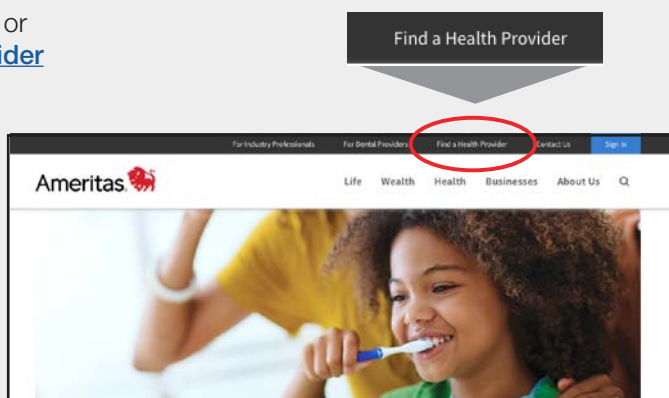 or
ider
Find a Health Provider
For Industry Professionals For Dental Providers Find a Health Provider Contact Us Sign In
Ameritas
Life Wealth Health Businesses About Us